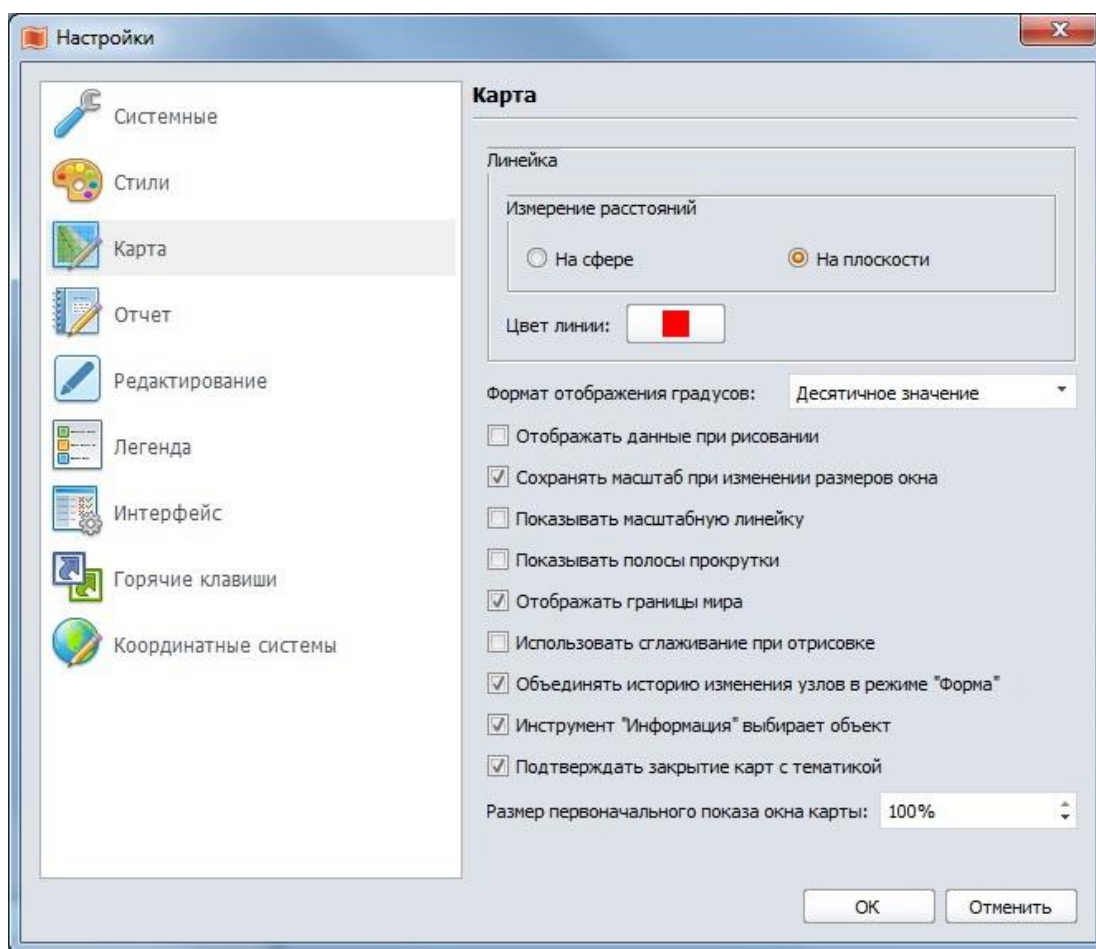 Настройки
Системные
Стили
Карта
Отчет
Редактирование
Легенда
Интерфейс
Горячие клавиши
Координатные системы
Карта
Линейка
Измерение расстояний
На сфере
На плоскости
Цвет линии:
Формат отображения градусов: Десятичное значение
Отображать данные при рисовании
Сохранять масштаб при изменении размеров окна
Показывать масштабную линейку
Показывать полосы прокрутки
Отображать границы мира
Использовать сглаживание при отрисовке
Объединять историю изменения узлов в режиме "Форма"
Инструмент "Информация" выбирает объект
Подтверждать закрытие карт с тематикой
Размер первоначального показа окна карты: 100%
ОК
Отменить